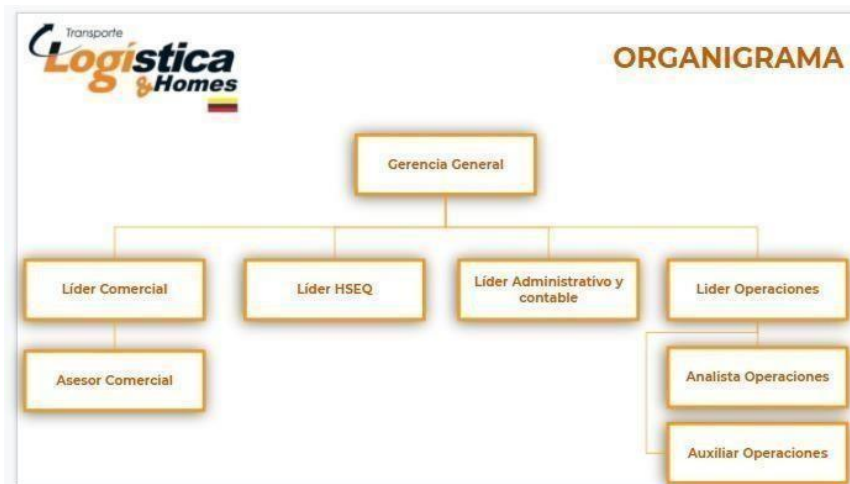 Transporte
Logística
&Homes
ORGANIGRAMA
Gerencia General
Líder Comercial
Líder HSEQ
Líder Administrativo y
contable
Lider Operaciones
Asesor Comercial
Analista Operaciones
Auxiliar Operaciones